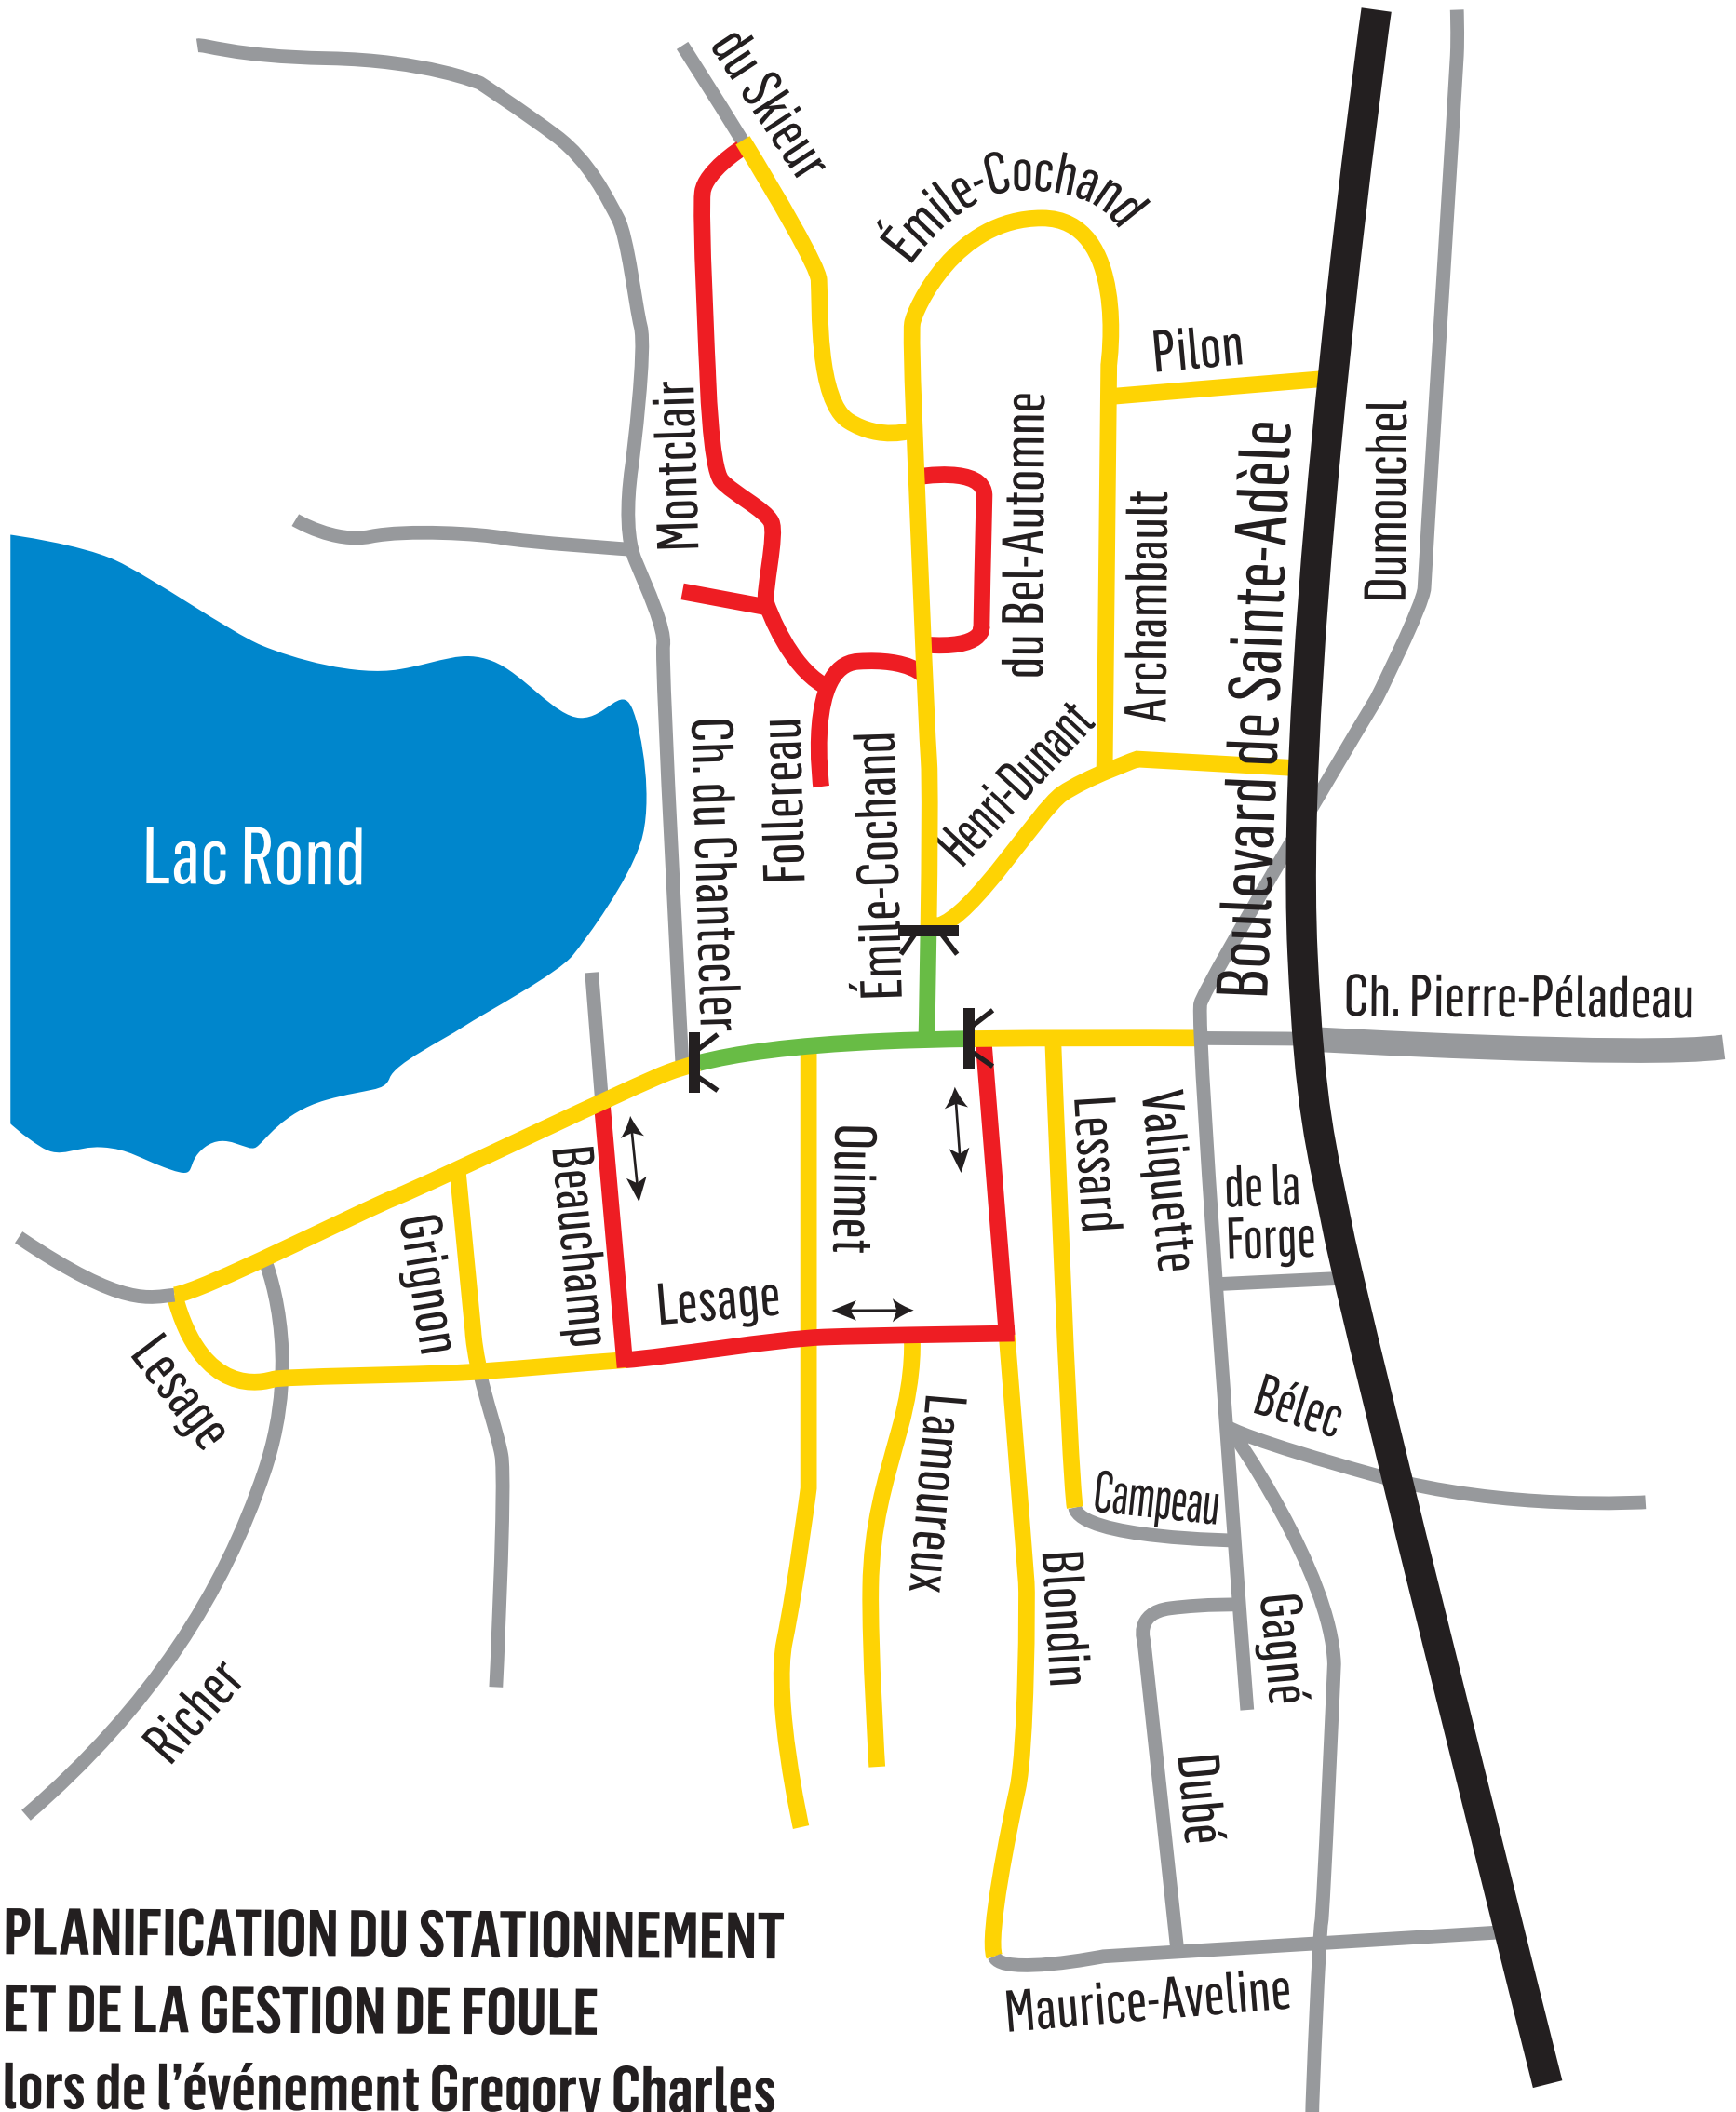 du Skieur
Émile-Cochand
Pilon
Montclair
du Bel-Automne
Archambault
Boulevard de Sainte-Adèle
Dumouchel
Lac Rond
Ch. du Chantecler
Follereau
Émile-Cochand
Henri-Dunant
Ch. Pierre-Péladeau
Grignon
Beauchamp
Ouimet
Lessard
Valiquette
de la
Forge
Lesage
Lesage
Lamoureux
Bélec
Campeau
Blondin
Gagné
Richer
Dubé
Maurice-Aveline
PLANIFICATION DU STATIONNEMENT
ET DE LA GESTION DE FOULE
lors de l'événement Gregory Charles